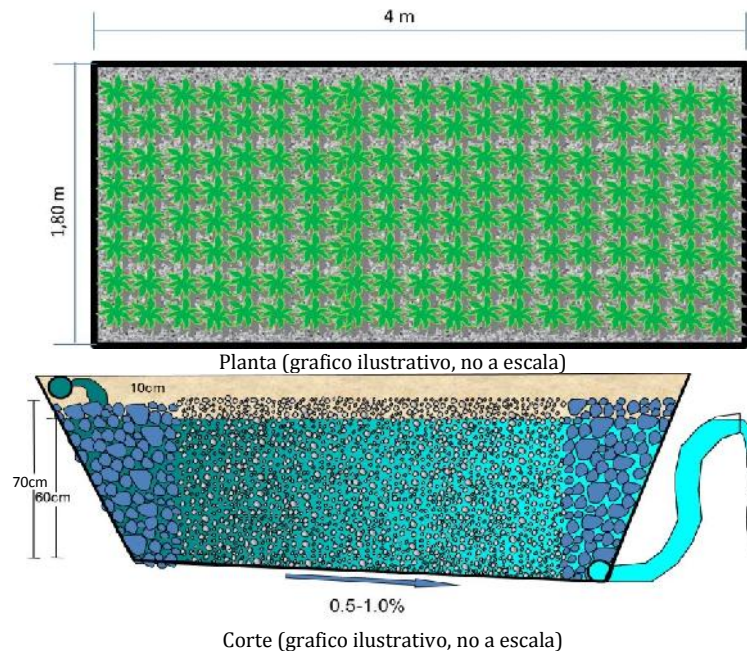 4 m
1,80 m
Planta (grafico ilustrativo, no a escala)
10cm
70cm
60cm
0.5-1.0%
Corte (grafico ilustrativo, no a escala)